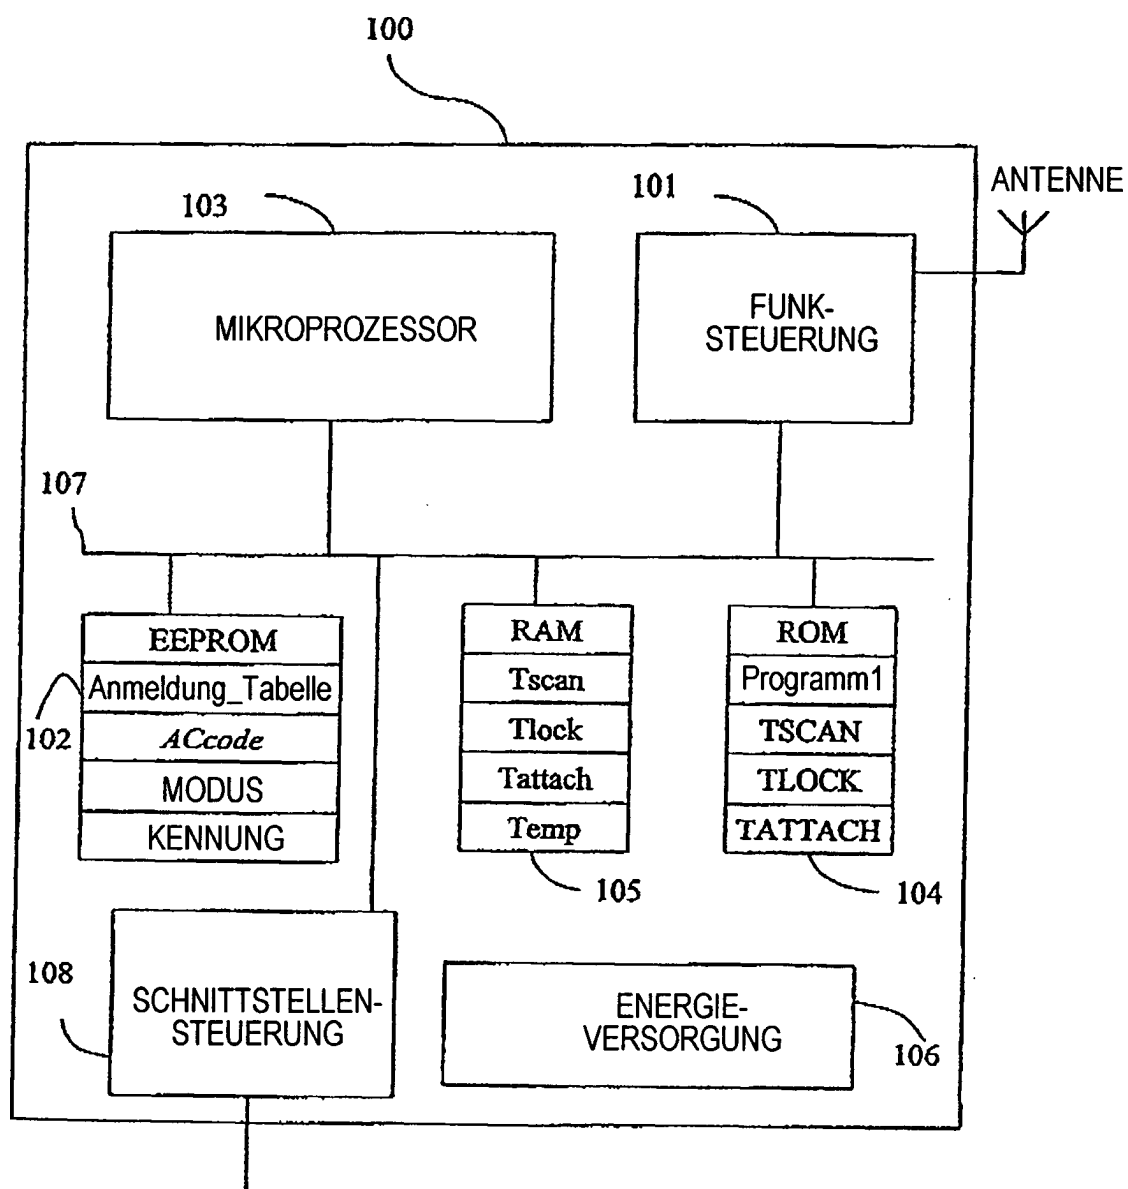 100
ANTENNE
103
101
MIKROPROZESSOR
FUNK-
STEUERUNG
107
EEPROM
Anmeldung_Tabelle
ACcode
MODUS
KENNUNG
102
RAM
Tscan
Tlock
Tattach
Temp
105
ROM
Programm1
TSCAN
TLOCK
TATTACH
104
108
SCHNITTSTELLEN-
STEUERUNG
ENERGIE-
VERSORGUNG
106